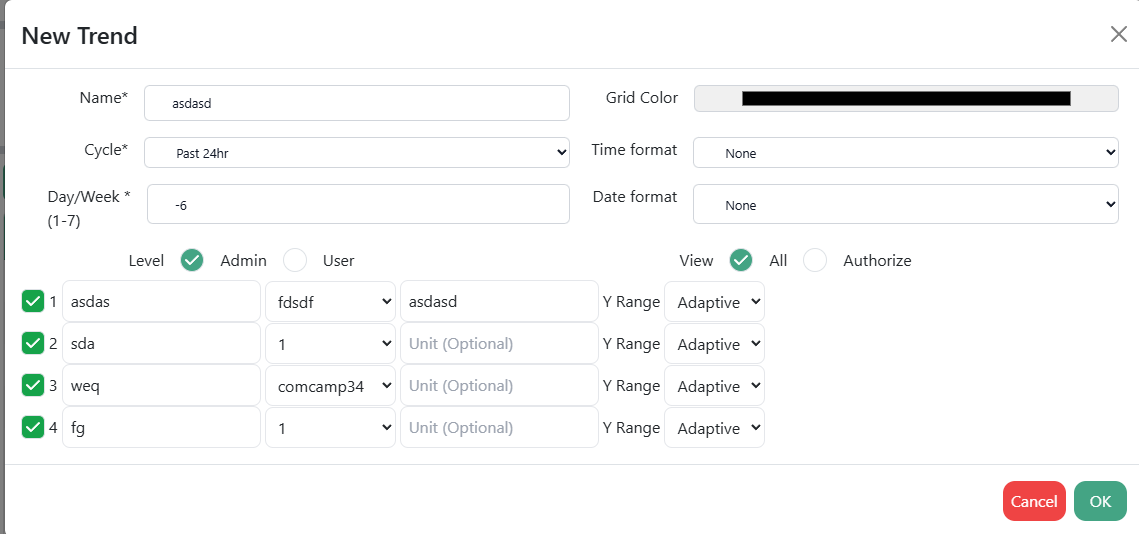 New Trend
Name* asdasd Grid Color
Cycle* Past 24hr Time format None
Day/Week * -6 Date format None
(1-7)
Level Admin User View All Authorize
1 asdas fdsdf asdasd Y Range Adaptive
2 sda 1 Unit (Optional) Y Range Adaptive
3 weq comcamp34 Unit (Optional) Y Range Adaptive
4 fg 1 Unit (Optional) Y Range Adaptive
Cancel OK